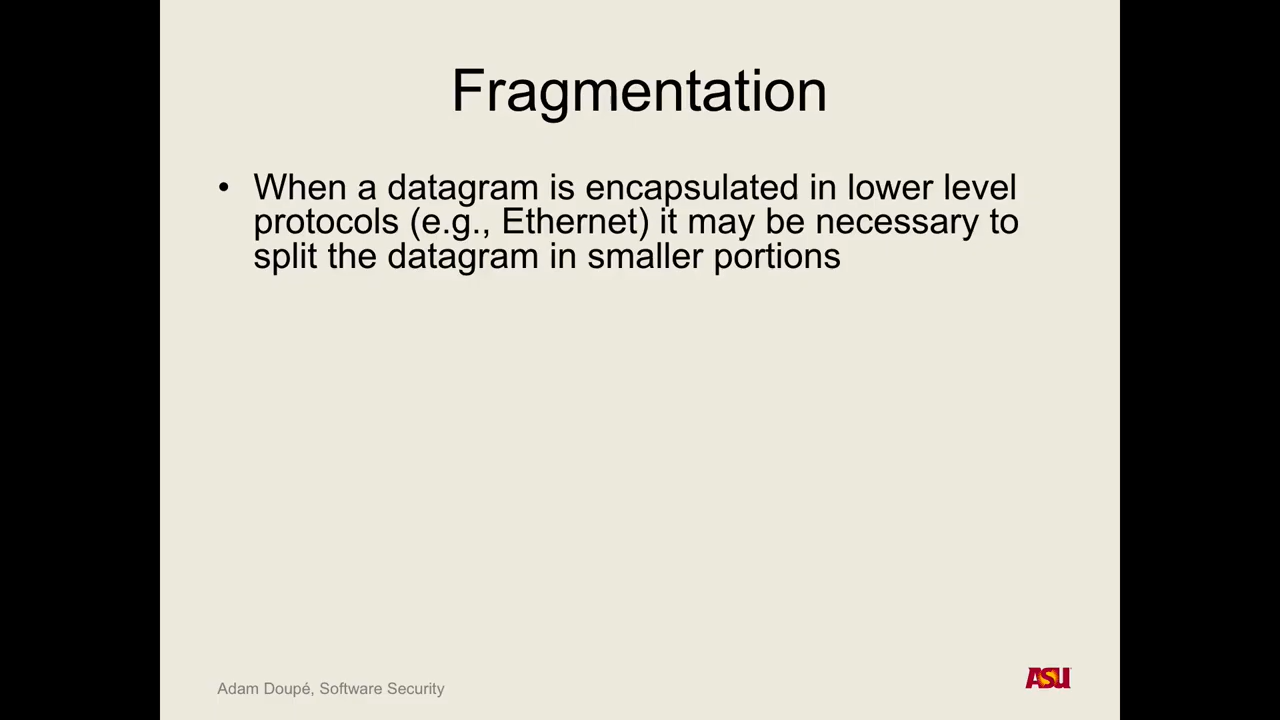 Fragmentation
• When a datagram is encapsulated in lower level
protocols (e.g., Ethernet) it may be necessary to
split the datagram in smaller portions
Adam Doupé, Software Security
ASU